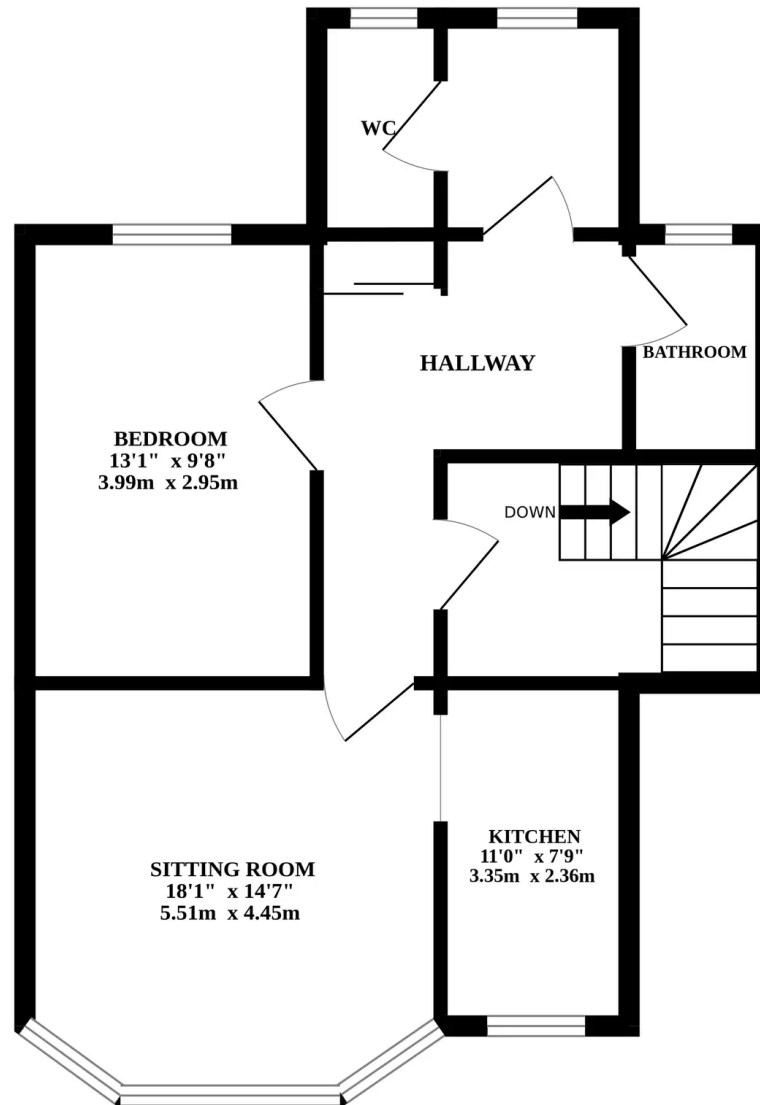 WC
HALLWAY
BATHROOM
BEDROOM
13'1" x 9'8"
3.99m x 2.95m
DOWN
KITCHEN
11'0" x 7'9"
3.35m x 2.36m
SITTING ROOM
18'1" x 14'7"
5.51m x 4.45m